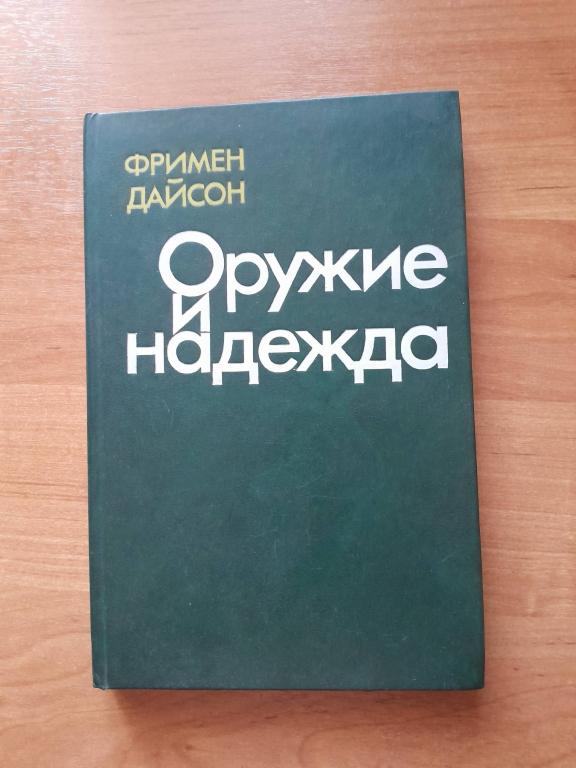 ФРИМЕН
ДАЙСОН
Оружие
и
надежда